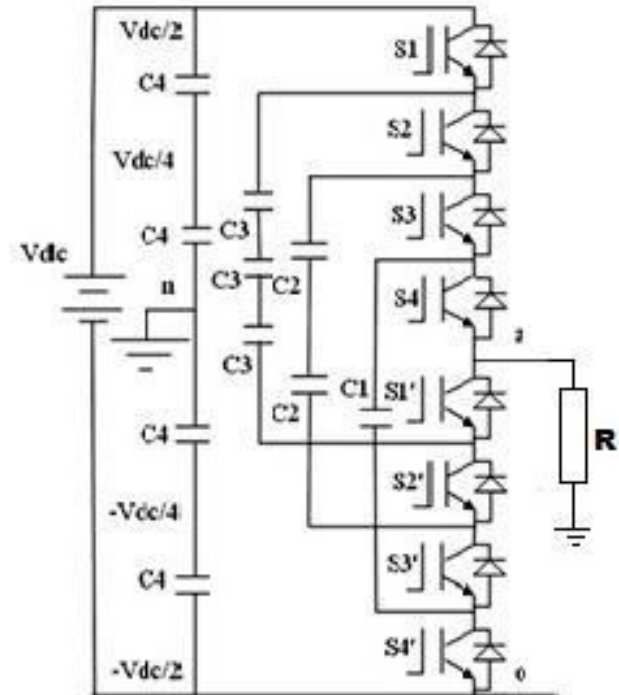 Vdc/2
S1
C4
S2
Vdc/4
C3
S3
C4
Vdc
n
C3
C2
S4
C3
C1
S1'
R
C2
C4
S2'
-Vdc/4
S3'
C4
S4'
-Vdc/2
0